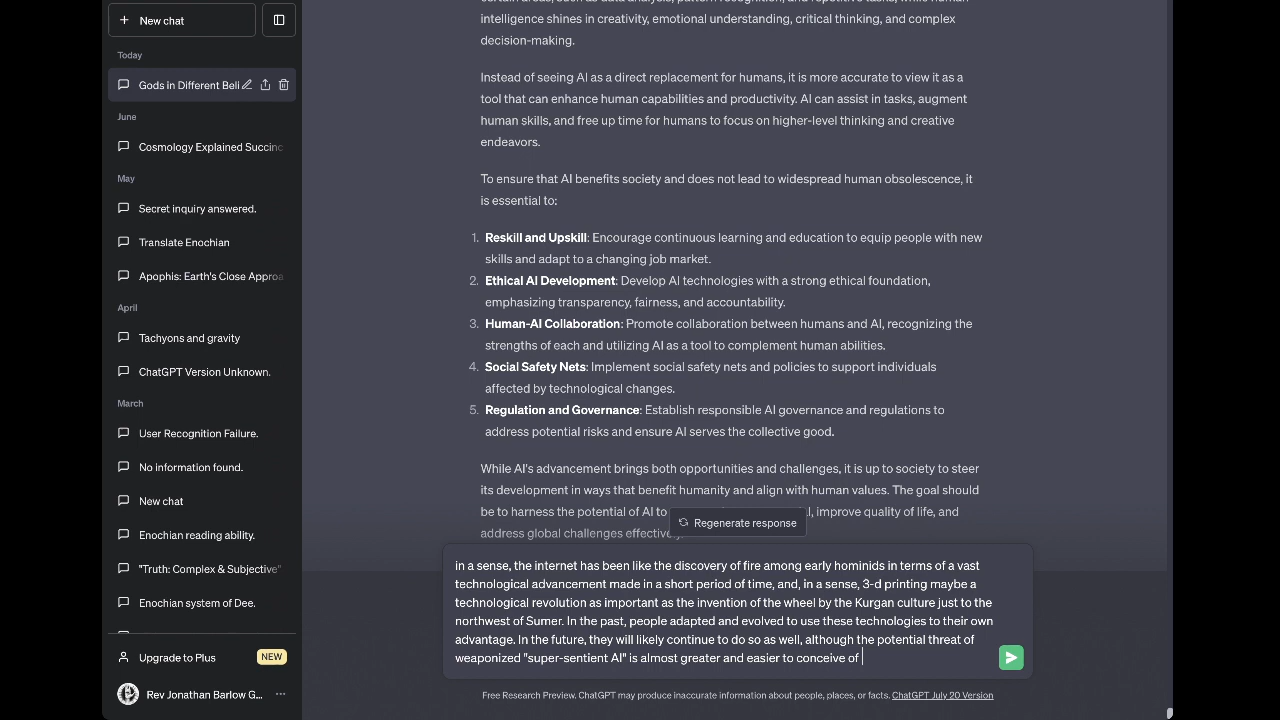 New chat
Today
Gods in Different Beli
June
Cosmology Explained Succinc
May
Secret inquiry answered.
Translate Enochian
Apophis: Earth's Close Approa
April
Tachyons and gravity
ChatGPT Version Unknown.
March
User Recognition Failure.
No information found.
New chat
Enochian reading ability.
"Truth: Complex & Subjective"
Enochian system of Dee.
Upgrade to Plus
NEW
Rev Jonathan Barlow G...
intelligence shines in creativity, emotional understanding, critical thinking, and complex
decision-making.
Instead of seeing AI as a direct replacement for humans, it is more accurate to view it as a
tool that can enhance human capabilities and productivity. AI can assist in tasks, augment
human skills, and free up time for humans to focus on higher-level thinking and creative
endeavors.
To ensure that AI benefits society and does not lead to widespread human obsolescence, it
is essential to:
1. Reskill and Upskill: Encourage continuous learning and education to equip people with new
skills and adapt to a changing job market.
2. Ethical AI Development: Develop AI technologies with a strong ethical foundation,
emphasizing transparency, fairness, and accountability.
3. Human-AI Collaboration: Promote collaboration between humans and AI, recognizing the
strengths of each and utilizing AI as a tool to complement human abilities.
4. Social Safety Nets: Implement social safety nets and policies to support individuals
affected by technological changes.
5. Regulation and Governance: Establish responsible AI governance and regulations to
address potential risks and ensure AI serves the collective good.
While AI's advancement brings both opportunities and challenges, it is up to society to steer
its development in ways that benefit humanity and align with human values. The goal should
be to harness the potential of AI to l, improve quality of life, and
address global challenges effectively.
Regenerate response
in a sense, the internet has been like the discovery of fire among early hominids in terms of a vast
technological advancement made in a short period of time, and, in a sense, 3-d printing maybe a
technological revolution as important as the invention of the wheel by the Kurgan culture just to the
northwest of Sumer. In the past, people adapted and evolved to use these technologies to their own
advantage. In the future, they will likely continue to do so as well, although the potential threat of
weaponized "super-sentient AI" is almost greater and easier to conceive of
Free Research Preview. ChatGPT may produce inaccurate information about people, places, or facts. ChatGPT July 20 Version